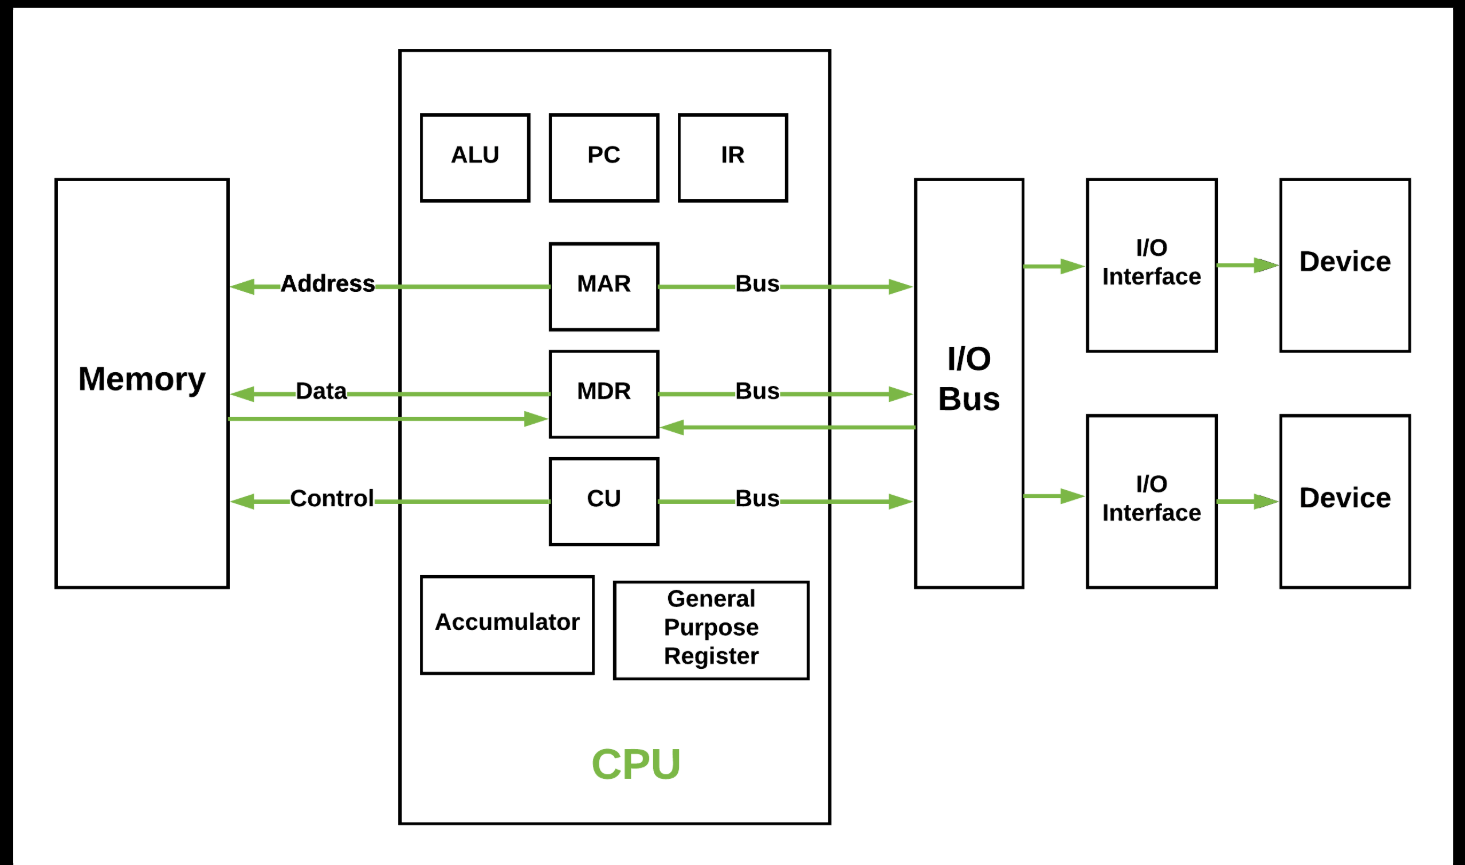 ALU
PC
IR
Address
MAR
Bus
Memory
Data
MDR
Bus
Control
CU
Bus
Accumulator
General
Purpose
Register
CPU
I/O
Bus
I/O
Interface
Device
I/O
Interface
Device